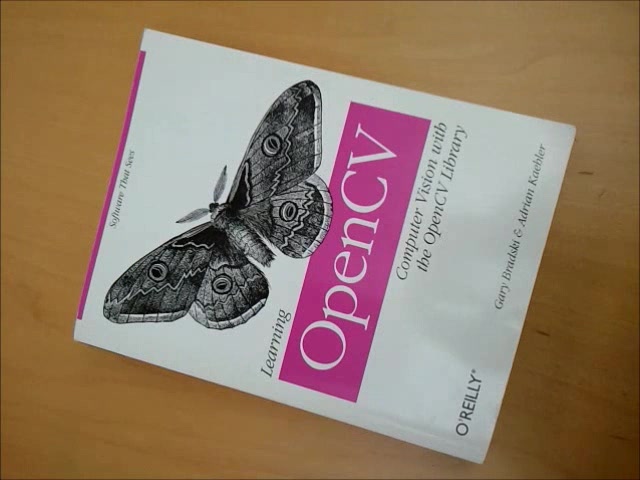 Software That Sees
Learning
OpenCV
Computer Vision with
the OpenCV Library
O'REILLY®
Gary Bradski & Adrian Kaehler